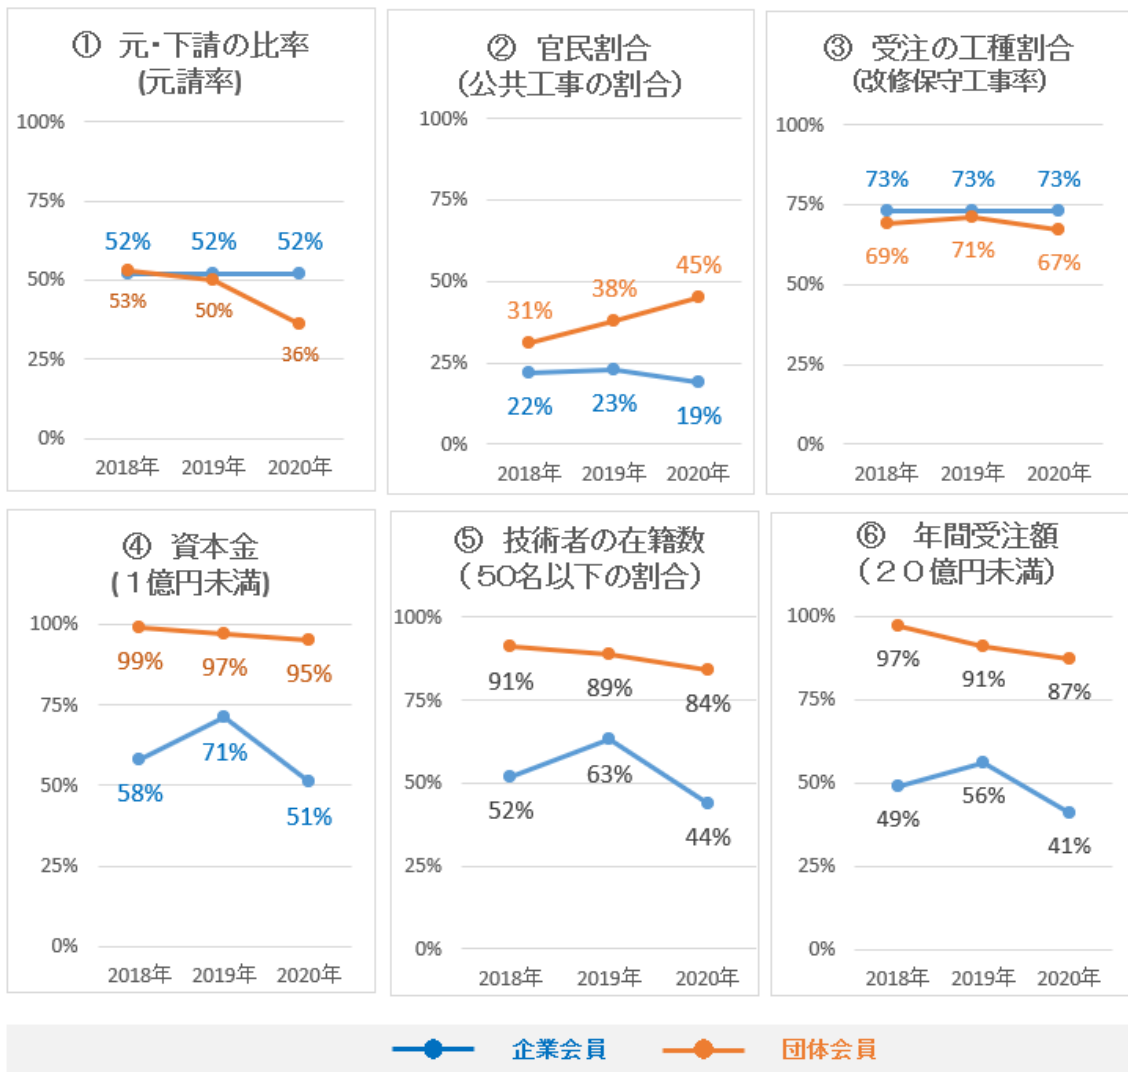 ① 元・下請の比率
(元請率)
100%
75%
50%
25%
0%
52%
52%
52%
53%
50%
36%
2018年
2019年
2020年
② 官民割合
（公共工事の割合）
100%
75%
50%
25%
0%
31%
38%
45%
22%
23%
19%
2018年
2019年
2020年
③ 受注の工種割合
(改修保守工事率)
100%
75%
50%
25%
0%
73%
73%
73%
69%
71%
67%
2018年
2019年
2020年
④ 資本金
(１億円未満)
100%
75%
50%
25%
0%
99%
97%
95%
58%
71%
51%
2018年
2019年
2020年
⑤ 技術者の在籍数
（50名以下の割合）
100%
75%
50%
25%
0%
91%
89%
84%
52%
63%
44%
2018年
2019年
2020年
⑥ 年間受注額
（２０億円未満）
100%
75%
50%
25%
0%
97%
91%
87%
49%
56%
41%
2018年
2019年
2020年
企業会員
団体会員